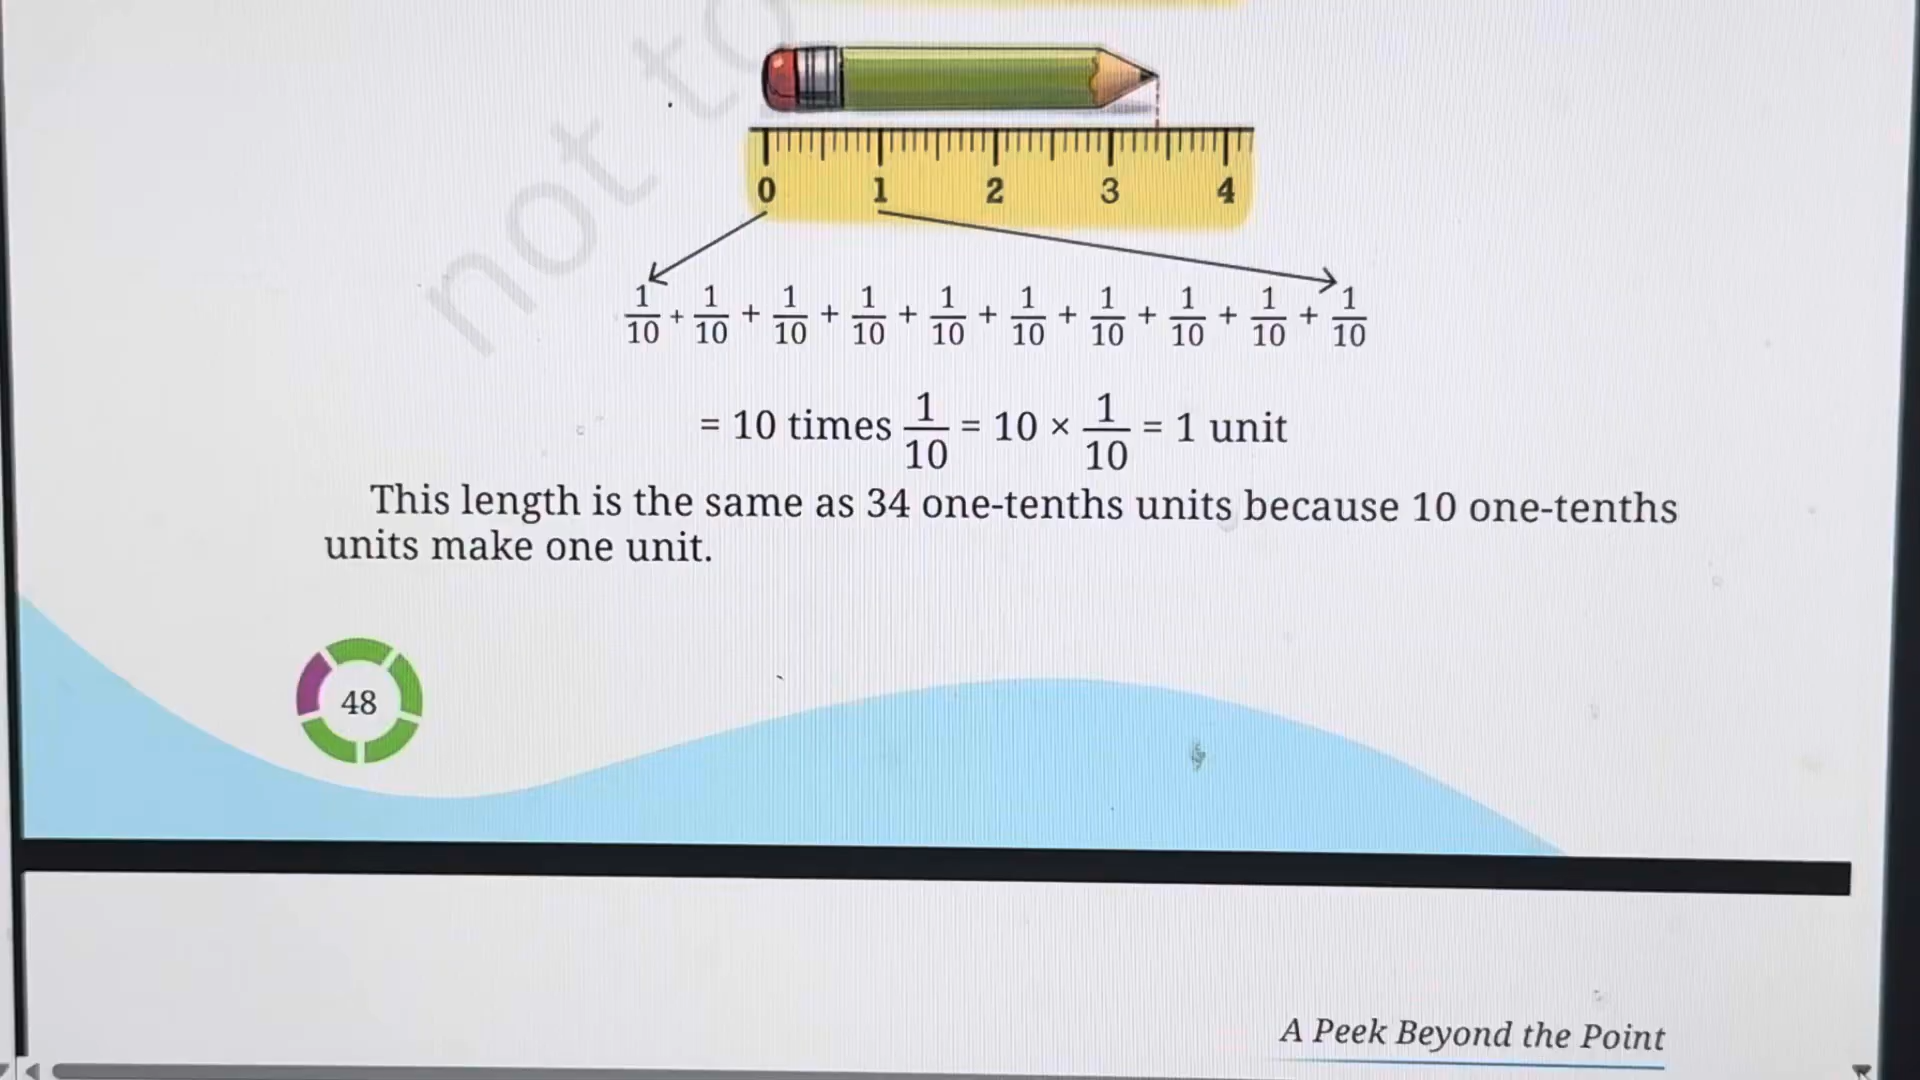 not to
0 1 2 3 4
1/10 + 1/10 + 1/10 + 1/10 + 1/10 + 1/10 + 1/10 + 1/10 + 1/10 + 1/10
= 10 times 1/10 = 10 × 1/10 = 1 unit
This length is the same as 34 one-tenths units because 10 one-tenths
units make one unit.
48
A Peek Beyond the Point